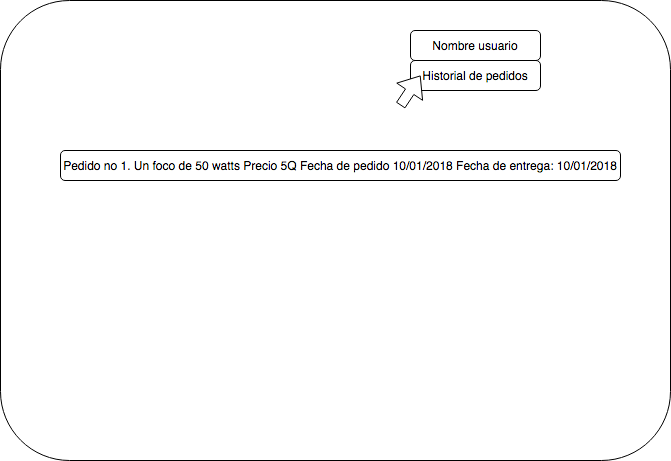 Nombre usuario
Historial de pedidos
Pedido no 1. Un foco de 50 watts Precio 5Q Fecha de pedido 10/01/2018 Fecha de entrega: 10/01/2018